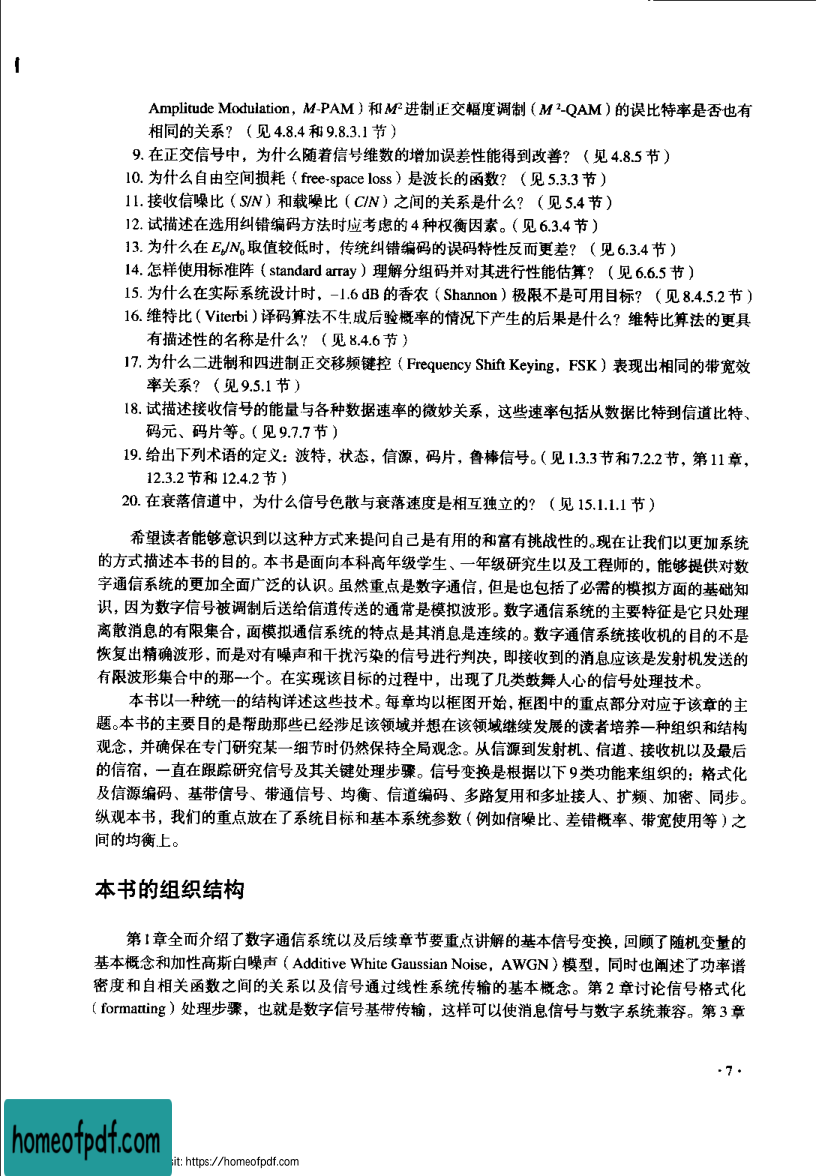 Amplitude Modulation，M-PAM）和M²进制正交幅度调制（M ²-QAM）的误比特率是否也有
相同的关系？（见 4.8.4 和 9.8.3.1 节）
9. 在正交信号中，为什么随着信号维数的增加误差性能得到改善？（见 4.8.5 节）
10. 为什么自由空间损耗（free-space loss）是波长的函数？（见 5.3.3 节）
11. 接收信噪比（S/N）和载噪比（C/N）之间的关系是什么？（见 5.4 节）
12. 试描述在选用纠错编码方法时应考虑的 4 种权衡因素。（见 6.3.4 节）
13. 为什么在 Eb/N0 取值较低时，传统纠错编码的误码特性反而更差？（见 6.3.4 节）
14. 怎样使用标准阵（standard array）理解分组码并对其进行性能估算？（见 6.6.5 节）
15. 为什么在实际系统设计时，–1.6 dB 的香农（Shannon）极限不是可用目标？（见 8.4.5.2 节）
16. 维特比（Viterbi）译码算法不生成后验概率的情况下产生的后果是什么？维特比算法的更具
有描述性的名称是什么？（见 8.4.6 节）
17. 为什么二进制和四进制正交移频键控（Frequency Shift Keying，FSK）表现出相同的带宽效
率关系？（见 9.5.1 节）
18. 试描述接收信号的能量与各种数据速率的微妙关系，这些速率包括从数据比特到信道比特、
码元、码片等。（见 9.7.7 节）
19. 给出下列术语的定义：波特，状态，信源，码片，鲁棒信号。（见 1.3.3 节和 7.2.2 节，第 11 章，
12.3.2 节和 12.4.2 节）
20. 在衰落信道中，为什么信号色散与衰落速度是相互独立的？（见 15.1.1.1 节）
希望读者能够意识到以这种方式来提问自己是有用的和富有挑战性的。现在让我们以更加系统
的方式描述本书的目的。本书是面向本科高年级学生、一年级研究生以及工程师的，能够提供对数
字通信系统的更加全面广泛的认识。虽然重点是数字通信，但是也包括了必需的模拟方面的基础知
识，因为数字信号被调制后送给信道传送的通常是模拟波形。数字通信系统的主要特征是它只处理
离散消息的有限集合，面模拟通信系统的特点是其消息是连续的。数字通信系统接收机的目的不是
恢复出精确波形，而是对有噪声和干扰污染的信号进行判决，即接收到的消息应该是发射机发送的
有限波形集合中的那一个。在实现该目标的过程中，出现了几类鼓舞人心的信号处理技术。
本书以一种统一的结构详述这些技术。每章均以框图开始，框图中的重点部分对应于该章的主
题。本书的主要目的是帮助那些已经涉足该领域并想在该领域继续发展的读者培养一种组织和结构
观念，并确保在专门研究某一细节时仍然保持全局观念。从信源到发射机、信道、接收机以及最后
的信宿，一直在跟踪研究信号及其关键处理步骤。信号变换是根据以下 9 类功能来组织的：格式化
及信源编码、基带信号、带通信号、均衡、信道编码、多路复用和多址接人、扩频、加密、同步。
纵观本书，我们的重点放在了系统目标和基本系统参数（例如信噪比、差错概率、带宽使用等）之
间的均衡上。
本书的组织结构
第 1 章全而介绍了数字通信系统以及后续章节要重点讲解的基本信号变换，回顾了随机变量的
基本概念和加性高斯白噪声（Additive White Gaussian Noise，AWGN）模型，同时也阐述了功率谱
密度和自相关函数之间的关系以及信号通过线性系统传输的基本概念。第 2 章讨论信号格式化
（formatting）处理步骤，也就是数字信号基带传输，这样可以使消息信号与数字系统兼容。第 3 章
· 7 ·
homeofpdf.com
sit: https://homeofpdf.com